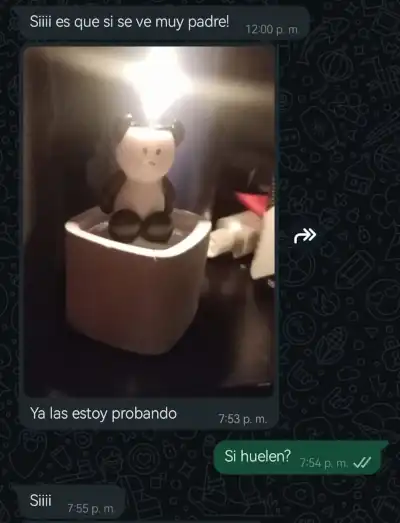 Siiii es que si se ve muy padre!
12:00 p. m
Ya las estoy probando
7:53 p. m.
Si huelen?
7:54 p. m.
Siiii
7:55 p. m.